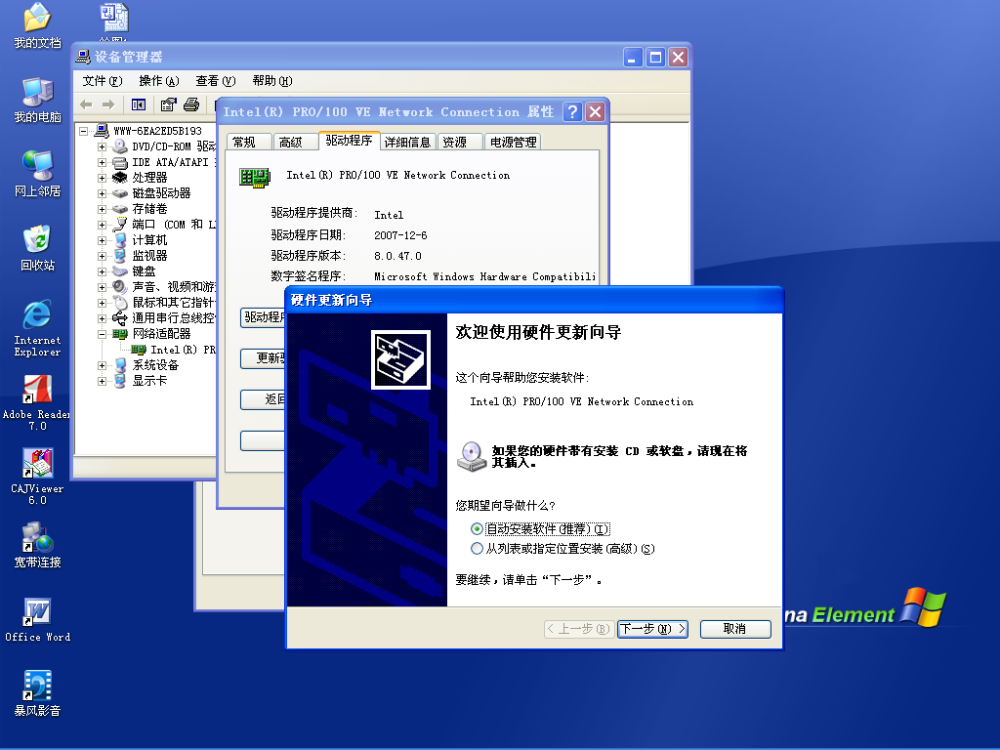 我的文档
我的电脑
网上邻居
回收站
Internet
Explorer
Adobe Reader
7.0
CAJViewer
6.0
宽带连接
Office Word
暴风影音
设备管理器
文件(F) 操作(A) 查看(V) 帮助(H)
WWW-6EA2ED5B193
DVD/CD-ROM 驱动
IDE ATA/ATAPI
处理器
磁盘驱动器
存储卷
端口 (COM 和 L
计算机
监视器
键盘
声音、视频和游
鼠标和其它指针
通用串行总线控
网络适配器
Intel(R) PR
系统设备
显示卡
Intel(R) PRO/100 VE Network Connection 属性
常规 高级 驱动程序 详细信息 资源 电源管理
Intel(R) PRO/100 VE Network Connection
驱动程序提供商: Intel
驱动程序日期: 2007-12-6
驱动程序版本: 8.0.47.0
数字签名程序: Microsoft Windows Hardware Compatibili
驱动程
更新
返回
硬件更新向导
欢迎使用硬件更新向导
这个向导帮助您安装软件:
Intel(R) PRO/100 VE Network Connection
如果您的硬件带有安装 CD 或软盘，请现在将
其插入。
您期望向导做什么?
自动安装软件(推荐)(I)
从列表或指定位置安装(高级)(S)
要继续，请单击“下一步”。
< 上一步(B) 下一步(N) > 取消
na Element